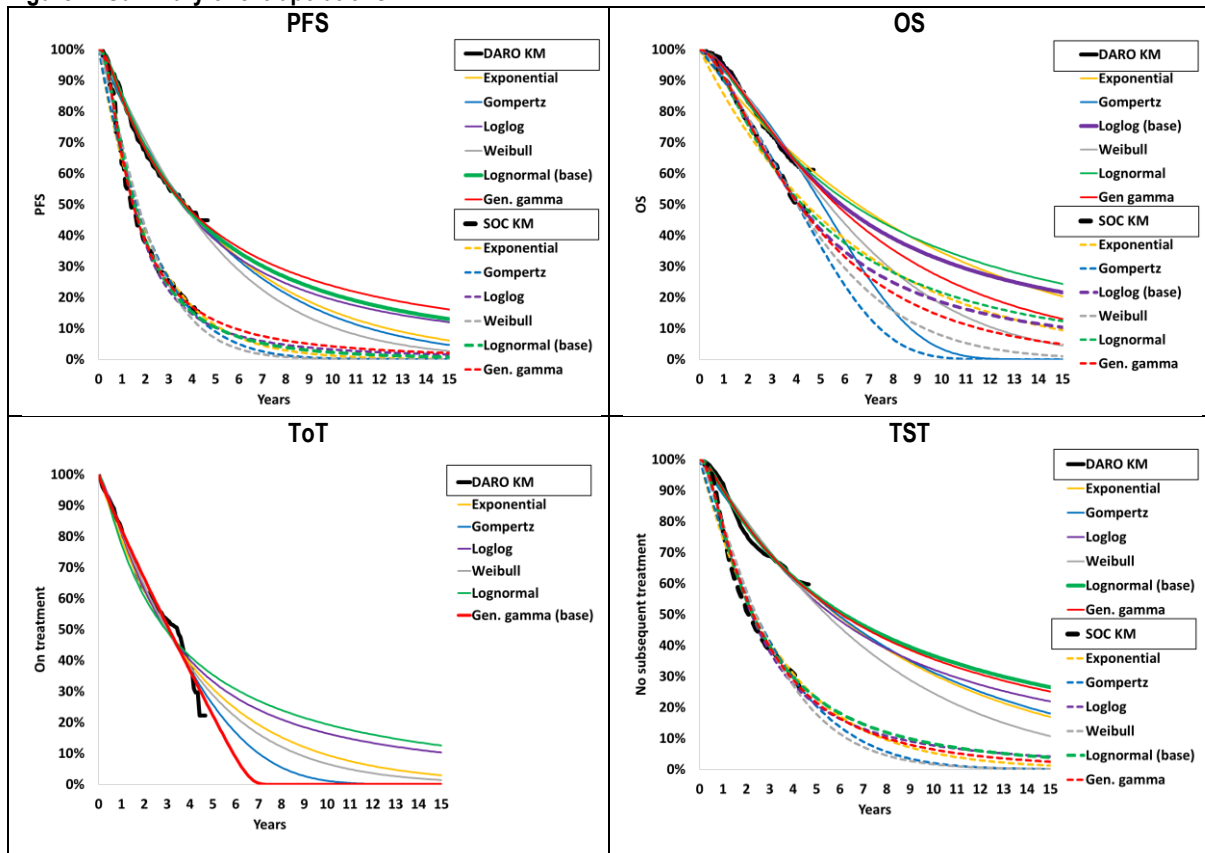 Figure Summary of extrapolations
PFS
100%
90%
80%
70%
60%
50%
40%
30%
20%
10%
0%
PFS
0 1 2 3 4 5 6 7 8 9 10 11 12 13 14 15
Years
DARO KM
Exponential
Gompertz
Loglog
Weibull
Lognormal (base)
Gen. gamma
SOC KM
Exponential
Gompertz
Loglog
Weibull
Lognormal (base)
Gen. gamma
OS
100%
90%
80%
70%
60%
50%
40%
30%
20%
10%
0%
OS
0 1 2 3 4 5 6 7 8 9 10 11 12 13 14 15
Years
DARO KM
Exponential
Gompertz
Loglog (base)
Weibull
Lognormal
Gen. gamma
SOC KM
Exponential
Gompertz
Loglog (base)
Weibull
Lognormal
Gen. gamma
ToT
100%
90%
80%
70%
60%
50%
40%
30%
20%
10%
0%
On treatment
0 1 2 3 4 5 6 7 8 9 10 11 12 13 14 15
Years
DARO KM
Exponential
Gompertz
Loglog
Weibull
Lognormal
Gen. gamma (base)
TST
100%
90%
80%
70%
60%
50%
40%
30%
20%
10%
0%
No subsequent treatment
0 1 2 3 4 5 6 7 8 9 10 11 12 13 14 15
Years
DARO KM
Exponential
Gompertz
Loglog
Weibull
Lognormal (base)
Gen. gamma
SOC KM
Exponential
Gompertz
Loglog
Weibull
Lognormal (base)
Gen. gamma